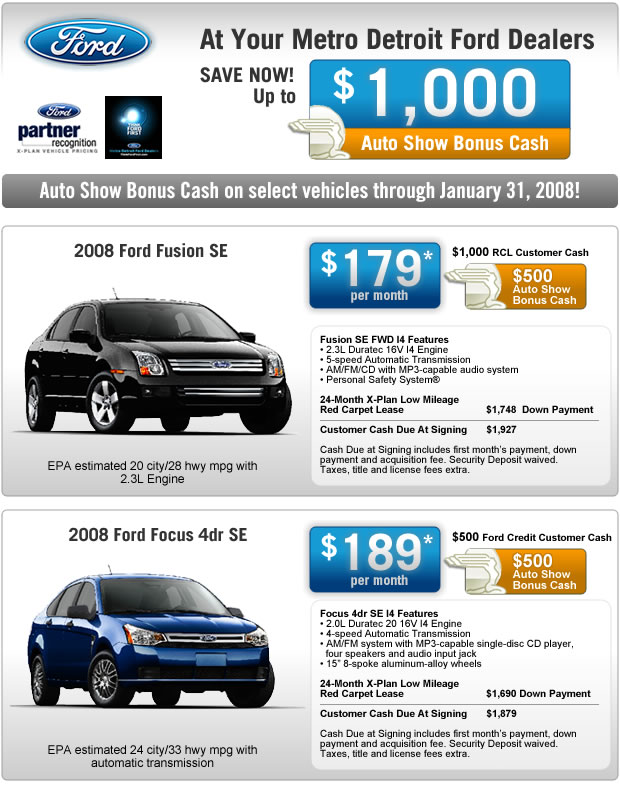 Ford
At Your Metro Detroit Ford Dealers
SAVE NOW!
Up to
$1,000
Auto Show Bonus Cash
Ford
partner
recognition
X-PLAN VEHICLE PRICING
THINK
FORD
FIRST
Auto Show Bonus Cash on select vehicles through January 31, 2008!
2008 Ford Fusion SE
$179*
per month
$1,000 RCL Customer Cash
$500
Auto Show
Bonus Cash
Fusion SE FWD I4 Features
• 2.3L Duratec 16V I4 Engine
• 5-speed Automatic Transmission
• AM/FM/CD with MP3-capable audio system
• Personal Safety System®
24-Month X-Plan Low Mileage
Red Carpet Lease $1,748 Down Payment
Customer Cash Due At Signing $1,927
Cash Due at Signing includes first month's payment, down
payment and acquisition fee. Security Deposit waived.
Taxes, title and license fees extra.
EPA estimated 20 city/28 hwy mpg with
2.3L Engine
2008 Ford Focus 4dr SE
$189*
per month
$500 Ford Credit Customer Cash
$500
Auto Show
Bonus Cash
Focus 4dr SE I4 Features
• 2.0L Duratec 20 16V I4 Engine
• 4-speed Automatic Transmission
• AM/FM system with MP3-capable single-disc CD player,
four speakers and audio input jack
• 15" 8-spoke aluminum-alloy wheels
24-Month X-Plan Low Mileage
Red Carpet Lease $1,690 Down Payment
Customer Cash Due At Signing $1,879
Cash Due at Signing includes first month's payment, down
payment and acquisition fee. Security Deposit waived.
Taxes, title and license fees extra.
EPA estimated 24 city/33 hwy mpg with
automatic transmission